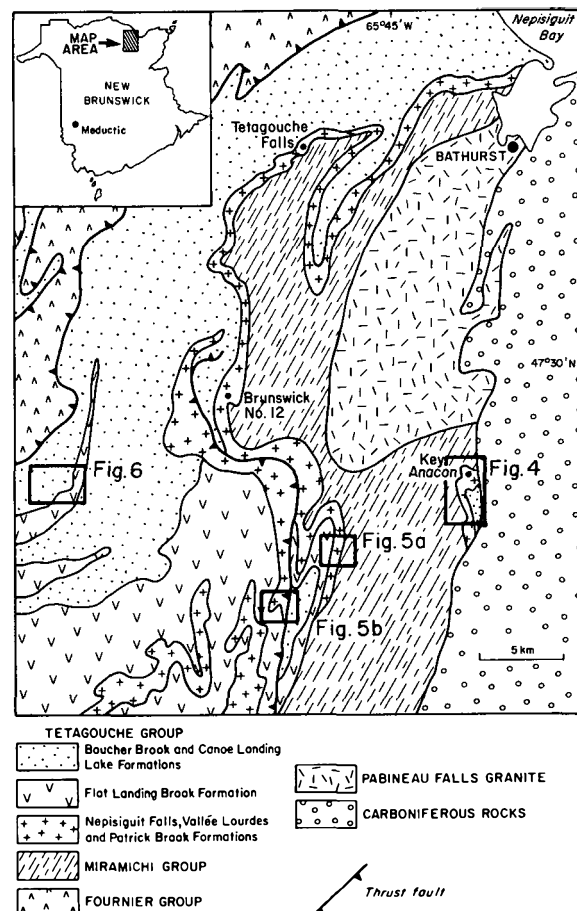 65°45'W
Nepisiguit
Bay
MAP
AREA
NEW
BRUNSWICK
Meductic
Tetagouche
Falls
BATHURST
47°30'N
Brunswick
No. 12
Key
Anacon
Fig. 4
Fig. 6
Fig. 5a
Fig. 5b
5 km
TETAGOUCHE GROUP
Boucher Brook and Canoe Landing
Lake Formations
Flat Landing Brook Formation
Nepisiguit Falls, Vallée Lourdes
and Patrick Brook Formations
MIRAMICHI GROUP
FOURNIER GROUP
PABINEAU FALLS GRANITE
CARBONIFEROUS ROCKS
Thrust fault